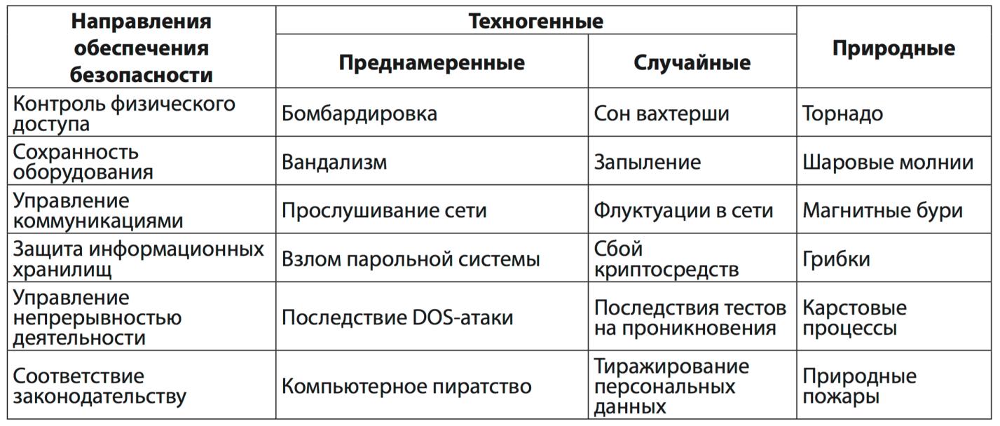 Направления
обеспечения
безопасности
Техногенные
Природные
Преднамеренные
Случайные
Контроль физического
доступа
Бомбардировка
Сон вахтерши
Торнадо
Сохранность
оборудования
Вандализм
Запыление
Шаровые молнии
Управление
коммуникациями
Прослушивание сети
Флуктуации в сети
Магнитные бури
Защита информационных
хранилищ
Взлом парольной системы
Сбой
криптосредств
Грибки
Управление
непрерывностью
деятельности
Последствие DOS-атаки
Последствия тестов
на проникновения
Карстовые
процессы
Соответствие
законодательству
Компьютерное пиратство
Тиражирование
персональных
данных
Природные
пожары